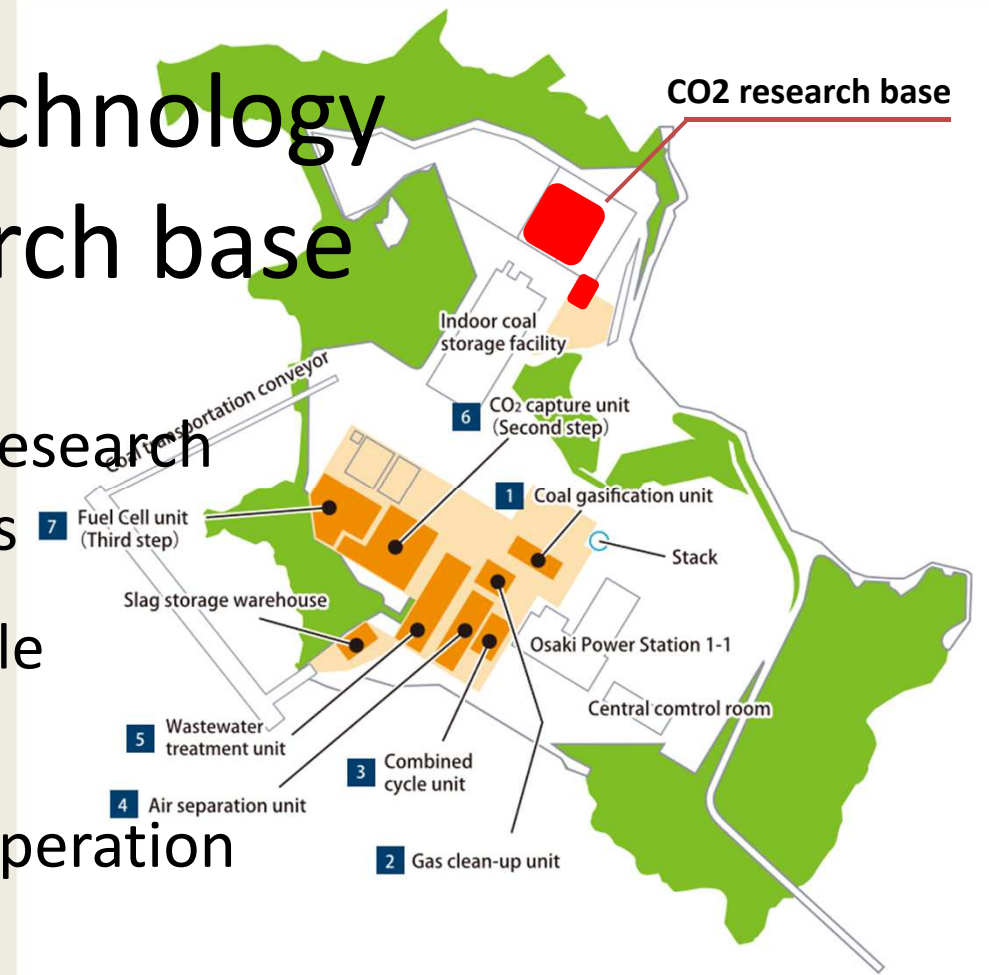 chnology
rch base
esearch
s
le
peration
CO2 research base
Indoor coal
storage facility
Coal transportation conveyor
6 CO₂ capture unit
(Second step)
1 Coal gasification unit
7 Fuel Cell unit
(Third step)
Stack
Slag storage warehouse
Osaki Power Station 1-1
Central comtrol room
5 Wastewater
treatment unit
3 Combined
cycle unit
4 Air separation unit
2 Gas clean-up unit